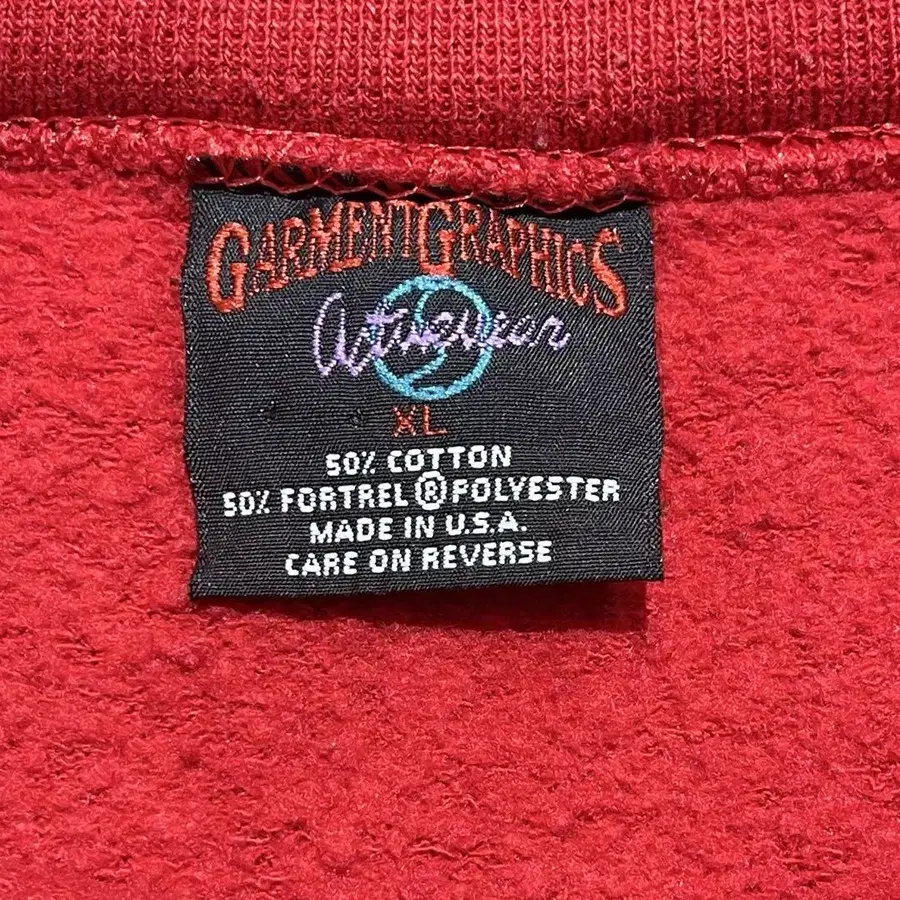 GARMENTGRAPHICS
Activewear
XL
50% COTTON
50% FORTREL ® POLYESTER
MADE IN U.S.A.
CARE ON REVERSE